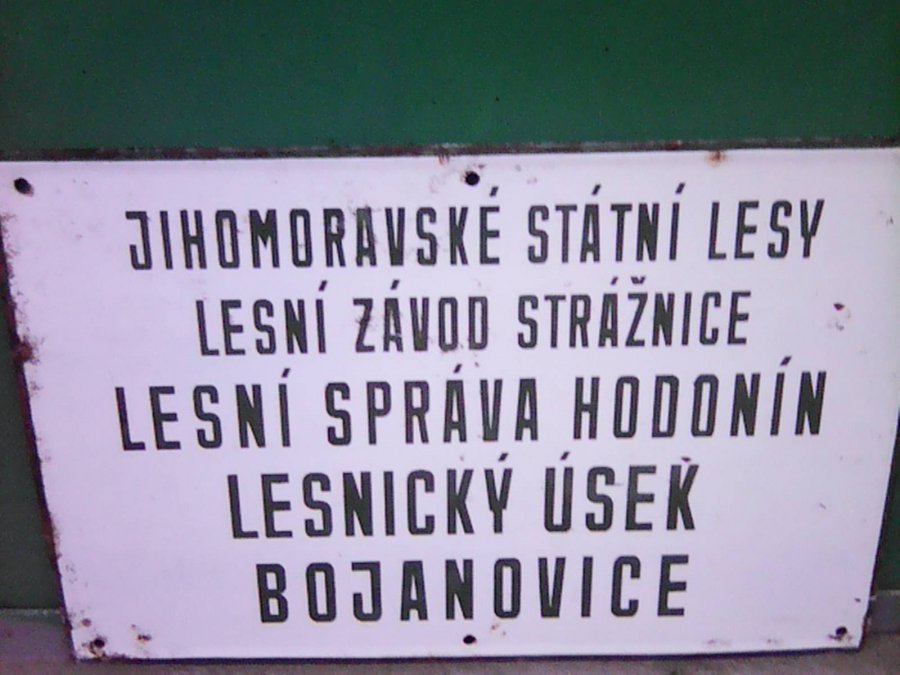 JIHOMORAVSKÉ STÁTNÍ LESY
LESNÍ ZÁVOD STRÁŽNICE
LESNÍ SPRÁVA HODONÍN
LESNICKÝ ÚSEK
BOJANOVICE